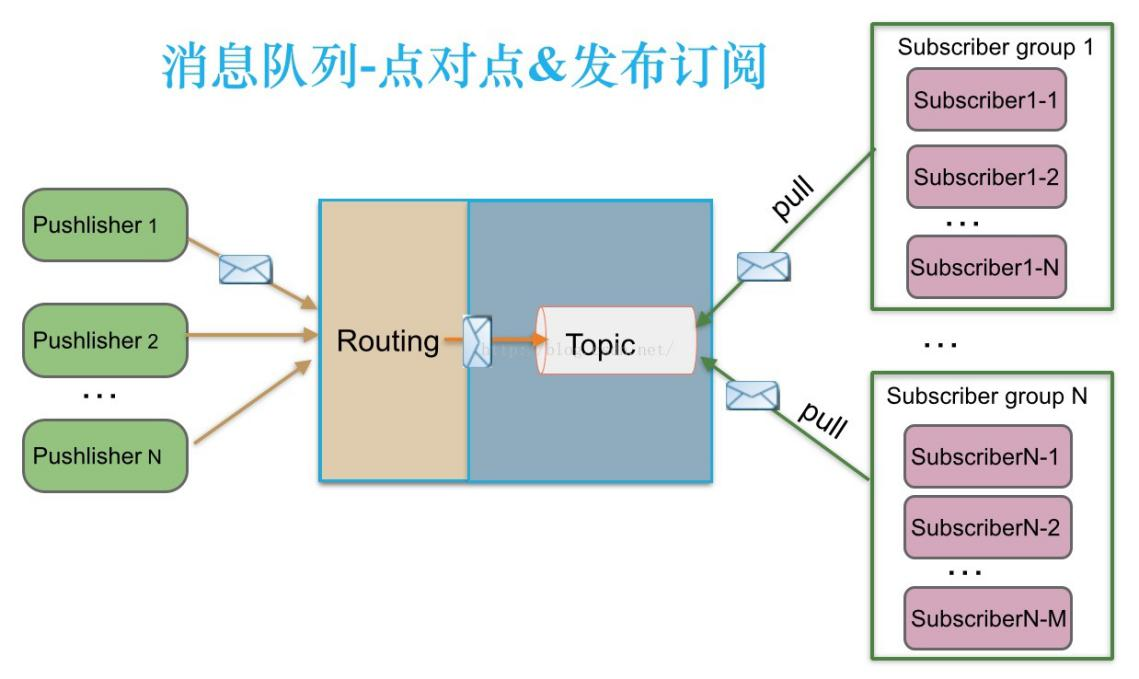 消息队列-点对点&发布订阅
Pushlisher 1
Pushlisher 2
...
Pushlisher N
Routing
Topic
pull
pull
Subscriber group 1
Subscriber1-1
Subscriber1-2
...
Subscriber1-N
...
Subscriber group N
SubscriberN-1
SubscriberN-2
...
SubscriberN-M